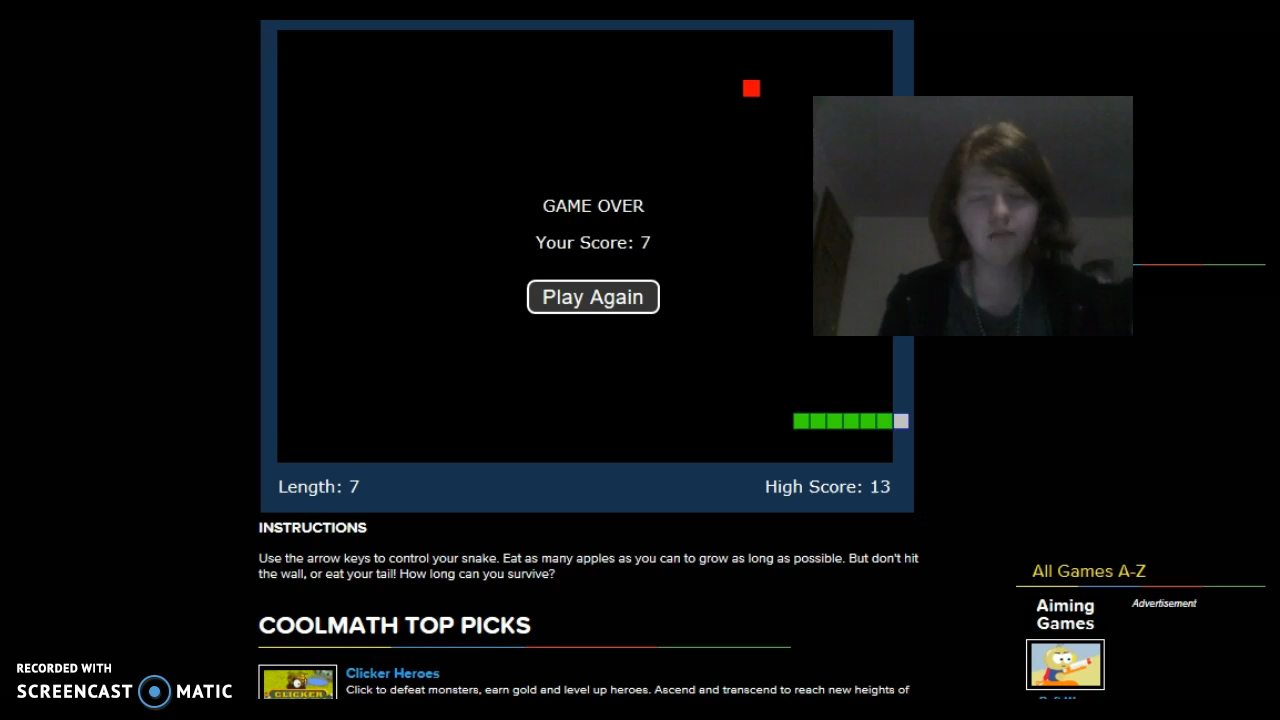 GAME OVER
Your Score: 7
Play Again
Length: 7
High Score: 13
INSTRUCTIONS
Use the arrow keys to control your snake. Eat as many apples as you can to grow as long as possible. But don't hit
the wall, or eat your tail! How long can you survive?
COOLMATH TOP PICKS
Clicker Heroes
Click to defeat monsters, earn gold and level up heroes. Ascend and transcend to reach new heights of
CLICKER
All Games A-Z
Aiming
Games
Advertisement
RECORDED WITH
SCREENCAST MATIC